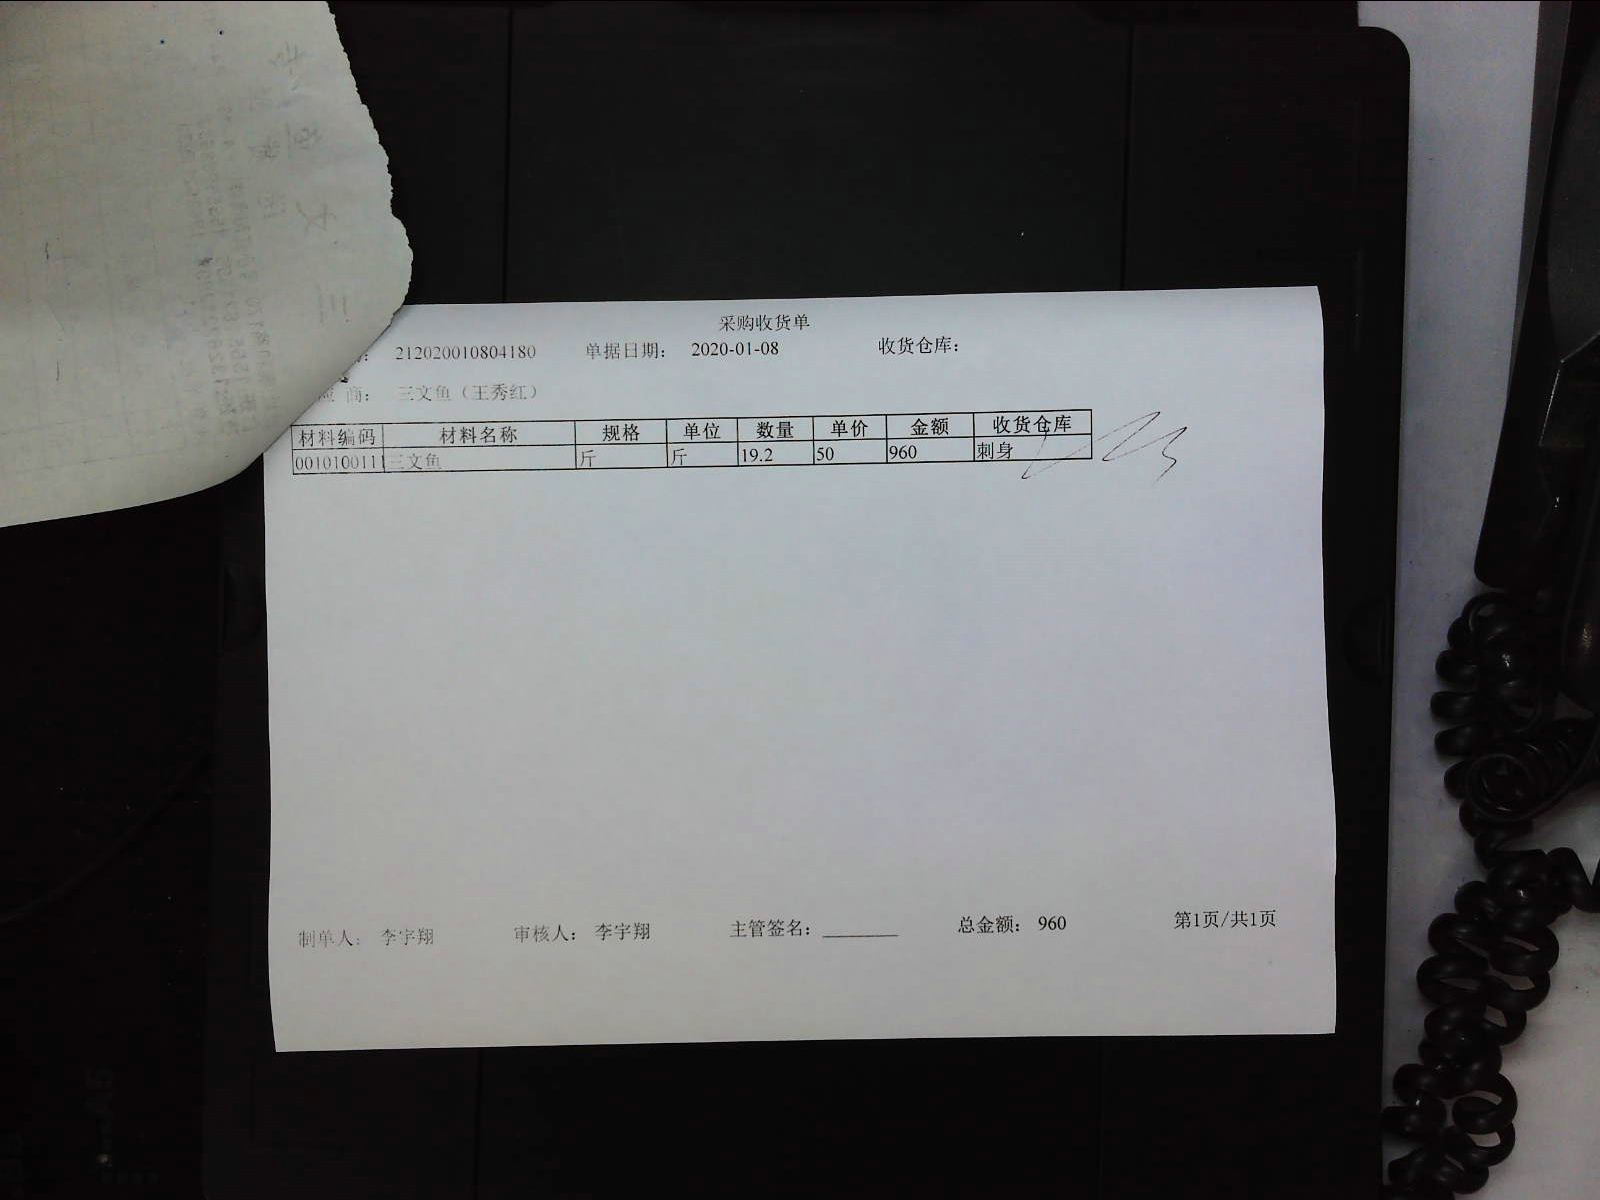 采购收货单
: 212020010804180 单据日期: 2020-01-08 收货仓库:
应 商: 三文鱼（王秀红）
材料编码 材料名称 规格 单位 数量 单价 金额 收货仓库
0010100111 三文鱼 斤 斤 19.2 50 960 刺身
制单人: 李宇翔 审核人: 李宇翔 主管签名: 总金额: 960 第1页/共1页